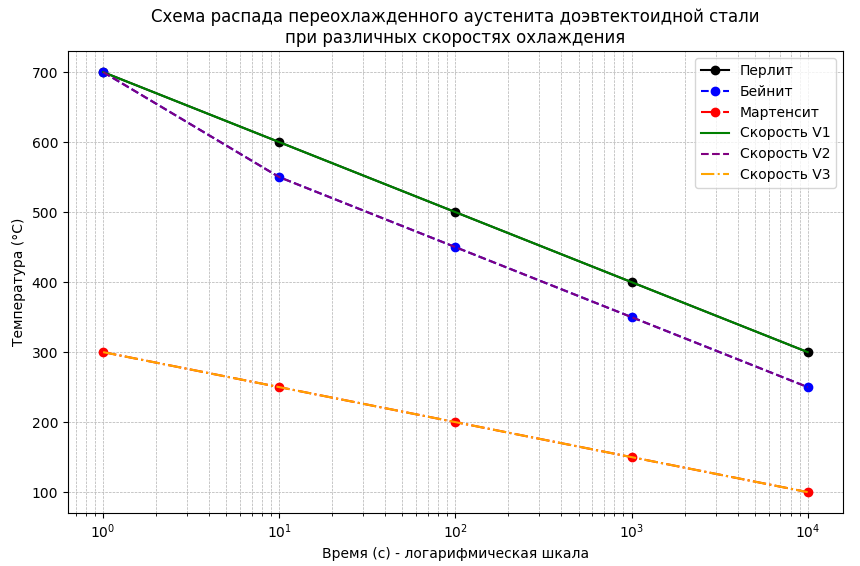 Схема распада переохлажденного аустенита доэвтектоидной стали
при различных скоростях охлаждения
Температура (°C)
700
600
500
400
300
200
100
Перлит
Бейнит
Мартенсит
Скорость V1
Скорость V2
Скорость V3
10⁰
10¹
10²
10³
10⁴
Время (с) - логарифмическая шкала